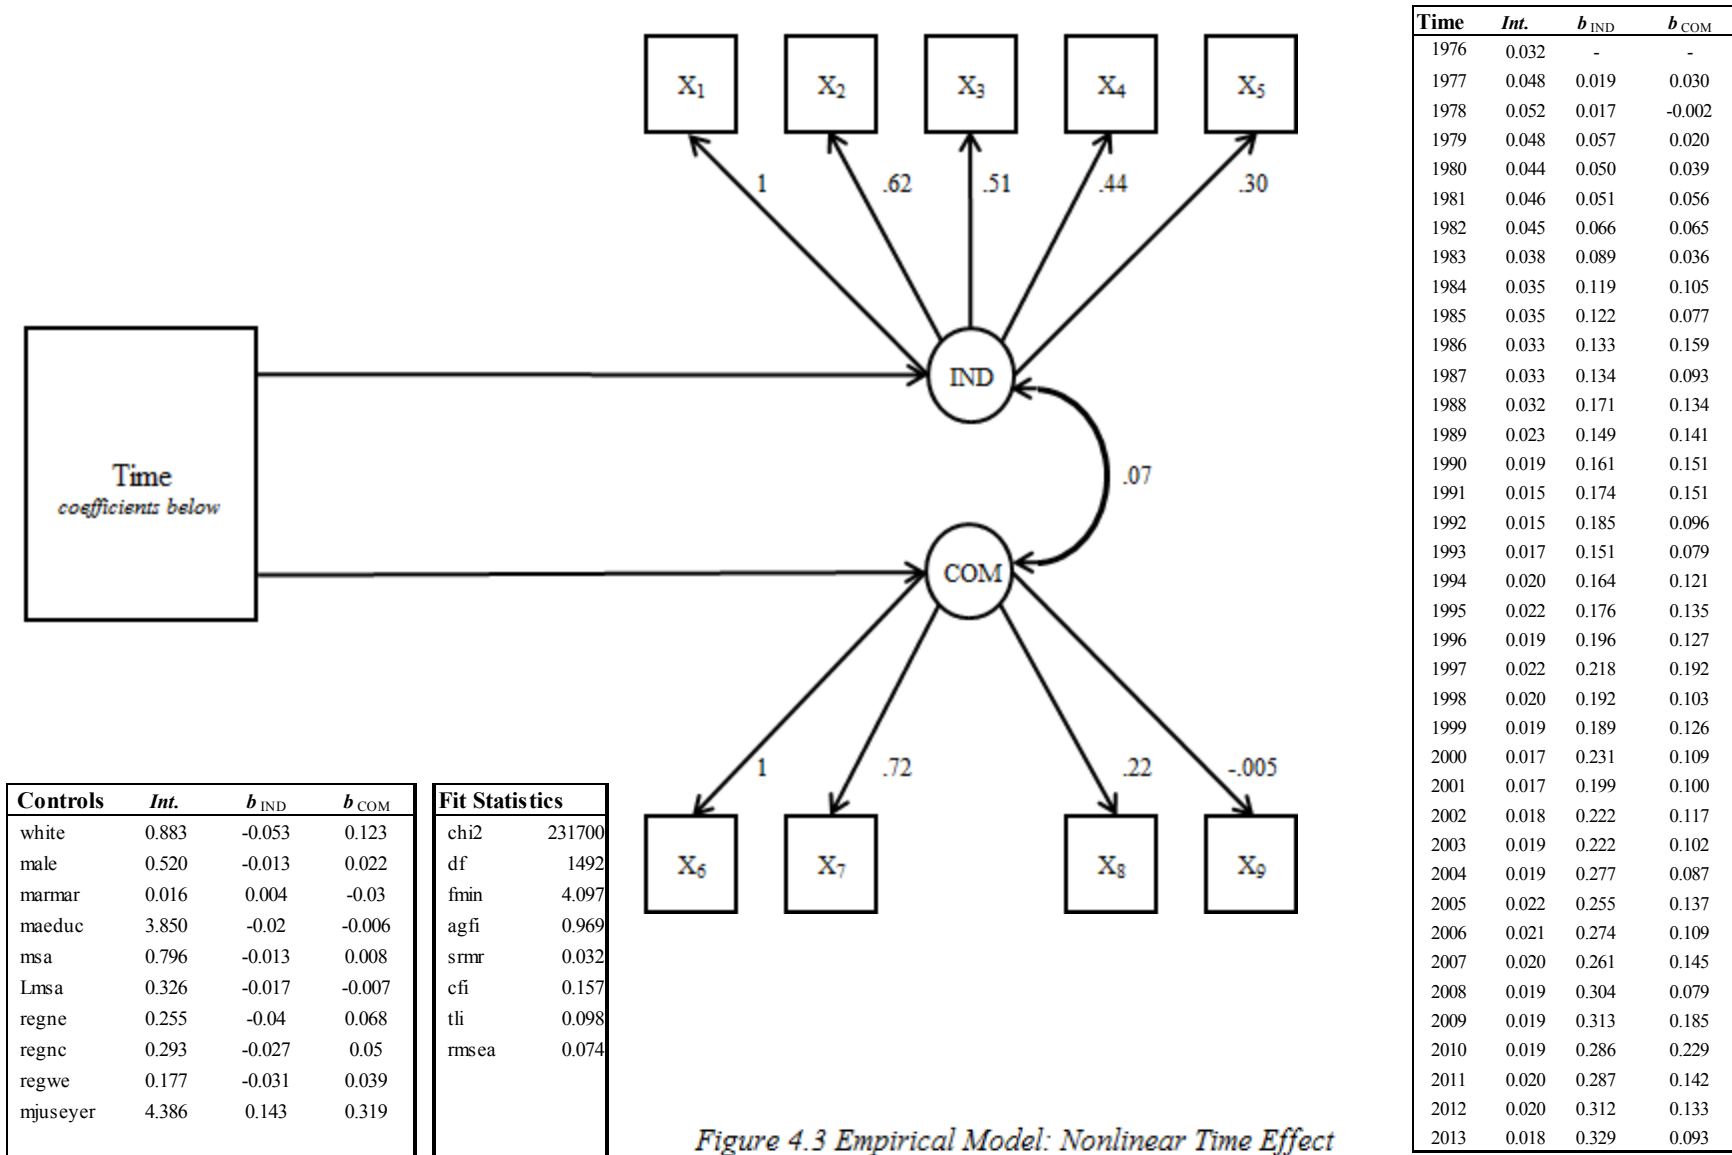 X1 X2 X3 X4 X5
1 .62 .51 .44 .30
IND
Time
coefficients below
.07
COM
1 .72 .22 -.005
X6 X7 X8 X9
Controls Int. b IND b COM
white 0.883 -0.053 0.123
male 0.520 -0.013 0.022
marmar 0.016 0.004 -0.03
maeduc 3.850 -0.02 -0.006
msa 0.796 -0.013 0.008
Lmsa 0.326 -0.017 -0.007
regne 0.255 -0.04 0.068
regnc 0.293 -0.027 0.05
regwe 0.177 -0.031 0.039
mjuseyer 4.386 0.143 0.319
Fit Statistics
chi2 231700
df 1492
fmin 4.097
agfi 0.969
srmr 0.032
cfi 0.157
tli 0.098
rmsea 0.074
Figure 4.3 Empirical Model: Nonlinear Time Effect
Time Int. b IND b COM
1976 0.032 - -
1977 0.048 0.019 0.030
1978 0.052 0.017 -0.002
1979 0.048 0.057 0.020
1980 0.044 0.050 0.039
1981 0.046 0.051 0.056
1982 0.045 0.066 0.065
1983 0.038 0.089 0.036
1984 0.035 0.119 0.105
1985 0.035 0.122 0.077
1986 0.033 0.133 0.159
1987 0.033 0.134 0.093
1988 0.032 0.171 0.134
1989 0.023 0.149 0.141
1990 0.019 0.161 0.151
1991 0.015 0.174 0.151
1992 0.015 0.185 0.096
1993 0.017 0.151 0.079
1994 0.020 0.164 0.121
1995 0.022 0.176 0.135
1996 0.019 0.196 0.127
1997 0.022 0.218 0.192
1998 0.020 0.192 0.103
1999 0.019 0.189 0.126
2000 0.017 0.231 0.109
2001 0.017 0.199 0.100
2002 0.018 0.222 0.117
2003 0.019 0.222 0.102
2004 0.019 0.277 0.087
2005 0.022 0.255 0.137
2006 0.021 0.274 0.109
2007 0.020 0.261 0.145
2008 0.019 0.304 0.079
2009 0.019 0.313 0.185
2010 0.019 0.286 0.229
2011 0.020 0.287 0.142
2012 0.020 0.312 0.133
2013 0.018 0.329 0.093